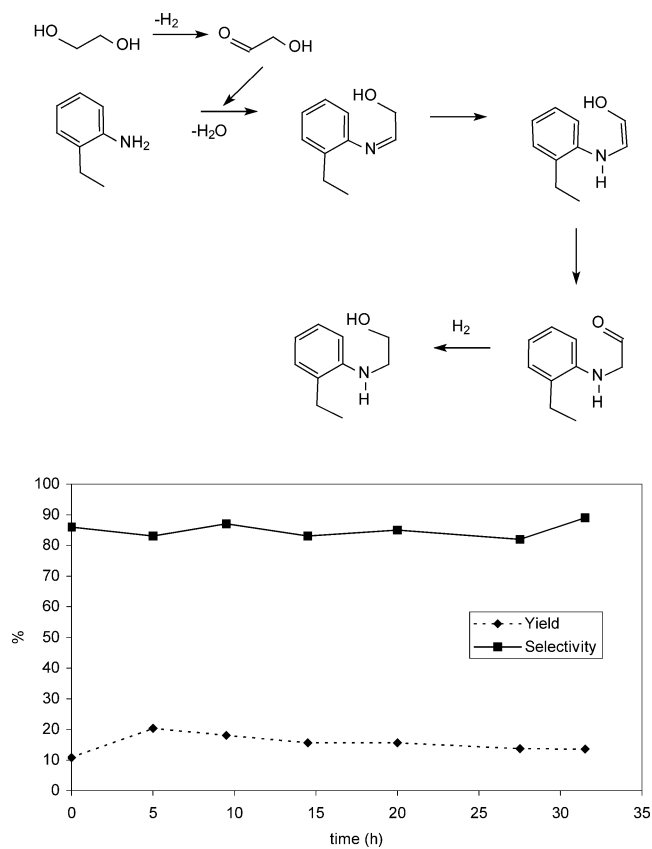 HO
OH
-H₂
O
OH
NH₂
-H₂O
HO
N
HO
N
H
HO
N
H
H₂
O
N
H
100
90
80
70
60
50
40
30
20
10
0
%
Yield
Selectivity
0 5 10 15 20 25 30 35
time (h)